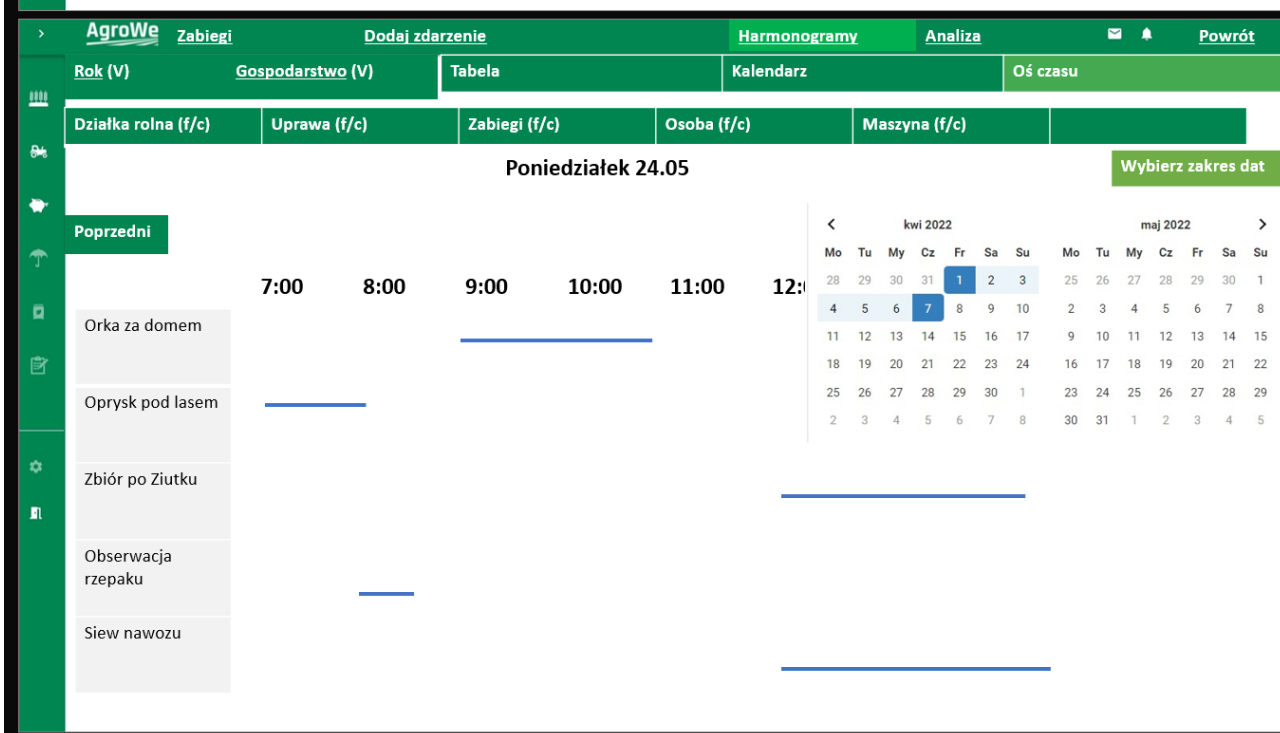 AgroWe Zabiegi Dodaj zdarzenie Harmonogramy Analiza Powrót
Rok (V) Gospodarstwo (V) Tabela Kalendarz Oś czasu
Działka rolna (f/c) Uprawa (f/c) Zabiegi (f/c) Osoba (f/c) Maszyna (f/c)
Poniedziałek 24.05 Wybierz zakres dat
Poprzedni
kwi 2022 maj 2022
Mo Tu My Cz Fr Sa Su Mo Tu My Cz Fr Sa Su
28 29 30 31 1 2 3 25 26 27 28 29 30 1
7:00 8:00 9:00 10:00 11:00 12:
4 5 6 7 8 9 10 2 3 4 5 6 7 8
Orka za domem
11 12 13 14 15 16 17 9 10 11 12 13 14 15
18 19 20 21 22 23 24 16 17 18 19 20 21 22
25 26 27 28 29 30 1 23 24 25 26 27 28 29
Oprysk pod lasem
2 3 4 5 6 7 8 30 31 1 2 3 4 5
Zbiór po Ziutku
Obserwacja
rzepaku
Siew nawozu